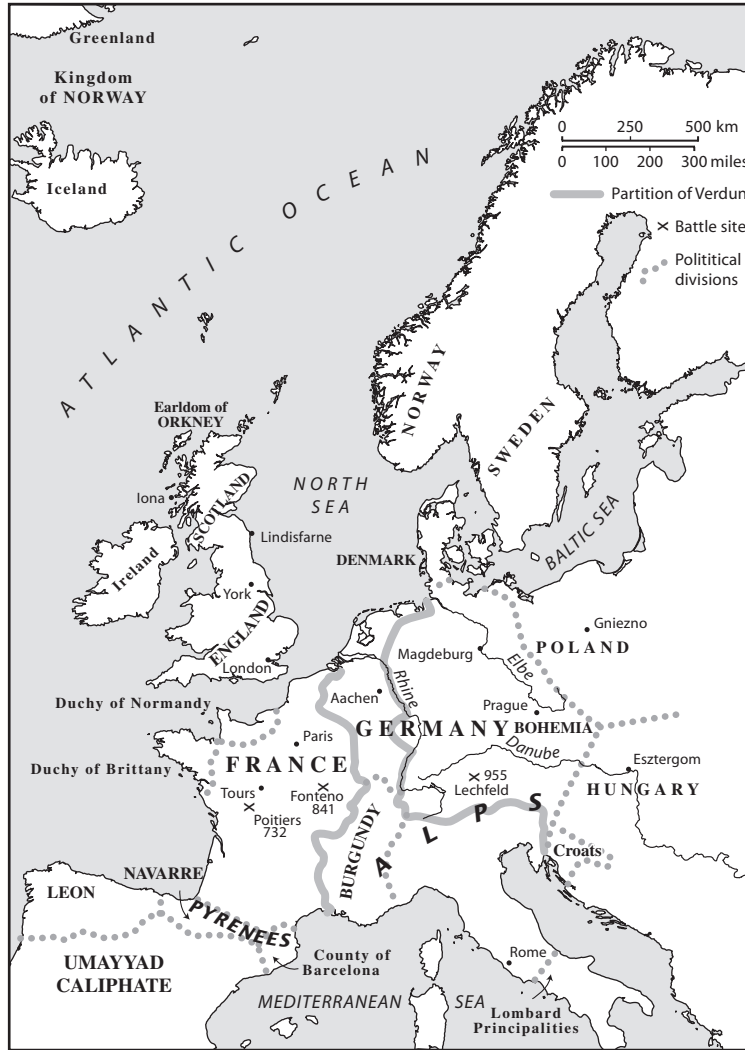 Greenland
Kingdom
of NORWAY
Iceland
ATLANTIC OCEAN
0 250 500 km
0 100 200 300 miles
Partition of Verdun
× Battle site
Polititical
divisions
NORWAY
SWEDEN
Earldom of
ORKNEY
NORTH
SEA
Iona
SCOTLAND
Lindisfarne
BALTIC SEA
DENMARK
Ireland
York
ENGLAND
London
Gniezno
POLAND
Magdeburg
Elbe
Rhine
Aachen
Duchy of Normandy
Prague
GERMANY
BOHEMIA
Paris
Danube
Duchy of Brittany
FRANCE
Esztergom
HUNGARY
Tours
Fonteno
841
955
Lechfeld
Poitiers
732
ALPS
BURGUNDY
Croats
NAVARRE
LEON
PYRENEES
UMAYYAD
CALIPHATE
County of
Barcelona
Rome
MEDITERRANEAN SEA
Lombard
Principalities